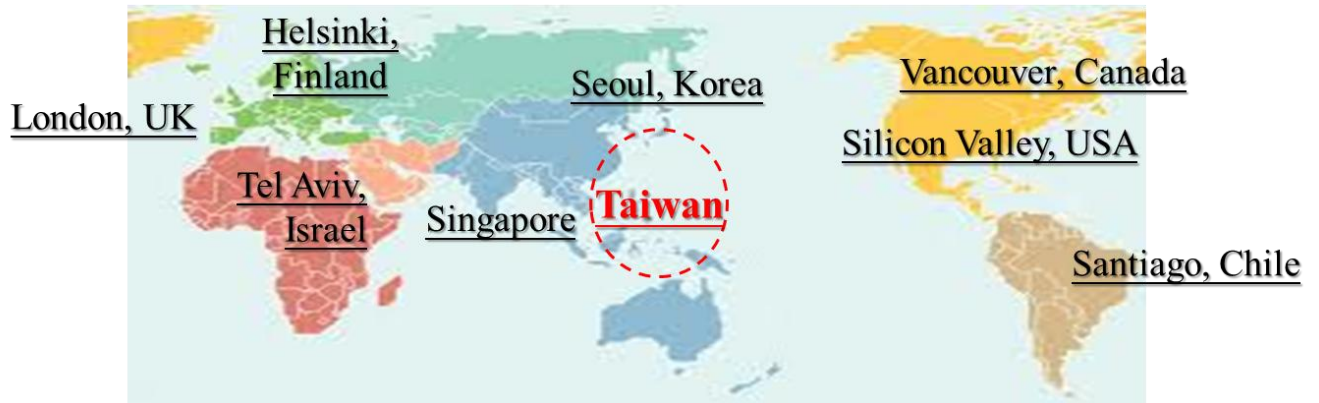 Helsinki,
Finland
Seoul, Korea
Vancouver, Canada
London, UK
Silicon Valley, USA
Tel Aviv,
Israel
Singapore
Taiwan
Santiago, Chile